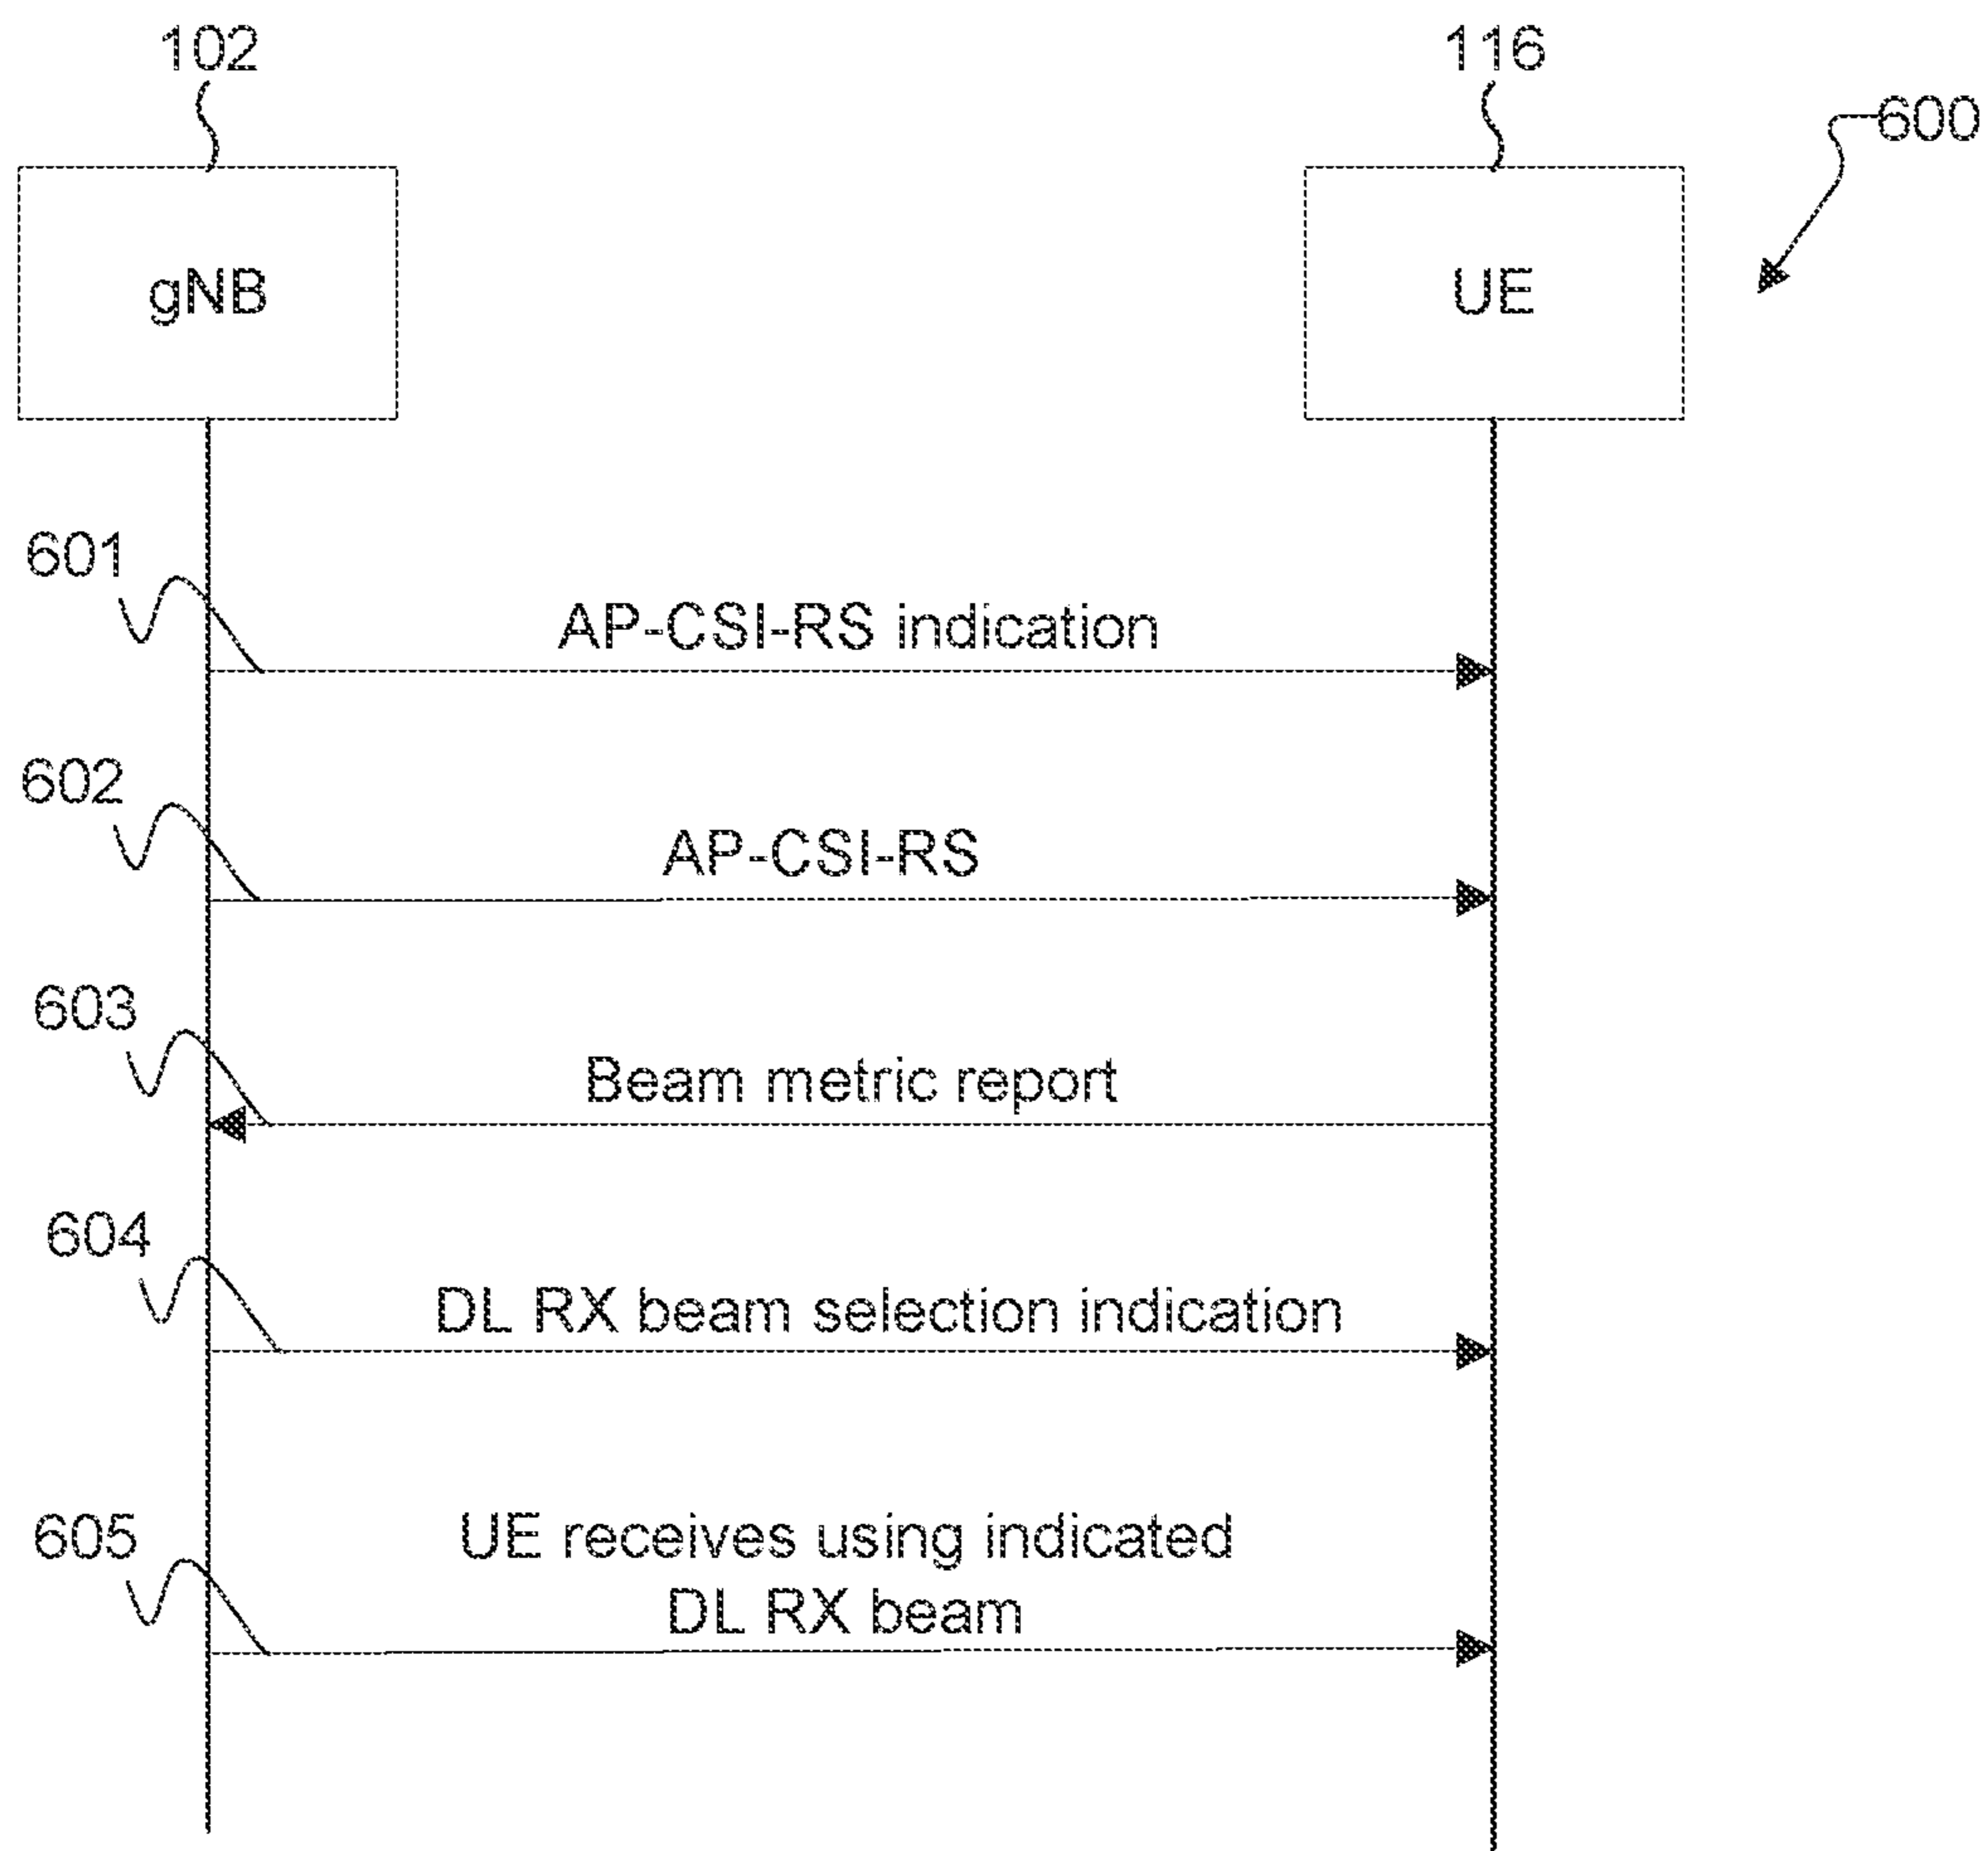 102
116
600
gNB
UE
601
AP-CSI-RS indication
602
AP-CSI-RS
603
Beam metric report
604
DL RX beam selection indication
605
UE receives using indicated
DL RX beam